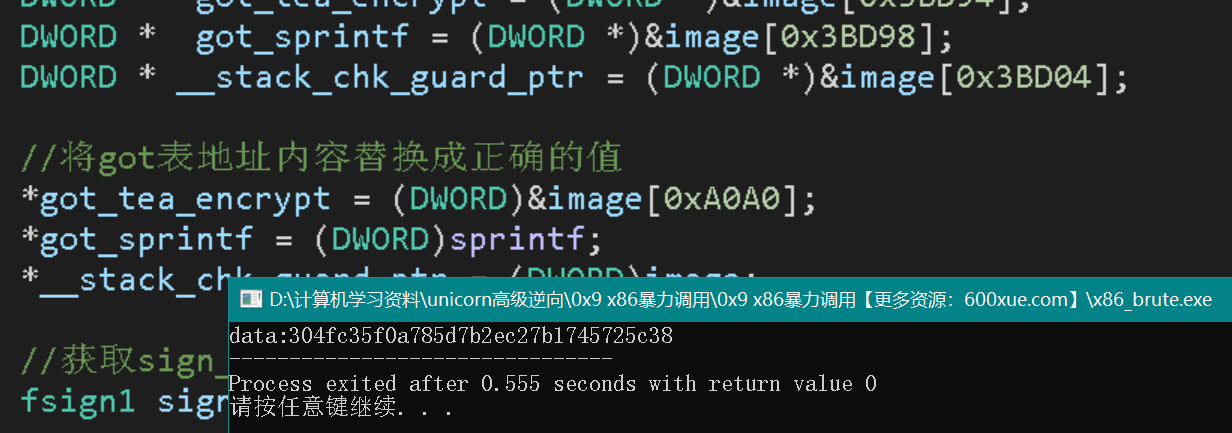 DWORD * got_sprintf = (DWORD *)&image[0x3BD98];
DWORD * __stack_chk_guard_ptr = (DWORD *)&image[0x3BD04];
//将got表地址内容替换成正确的值
*got_tea_encrypt = (DWORD)&image[0xA0A0];
*got_sprintf = (DWORD)sprintf;
*__stack_ch
D:\计算机学习资料\unicorn高级逆向\0x9 x86暴力调用\0x9 x86暴力调用【更多资源：600xue.com】\x86_brute.exe
data:304fc35f0a785d7b2ec27b1745725c38
--------------------------------
Process exited after 0.555 seconds with return value 0
请按任意键继续. . .
//获取sign_
fsign1 sign